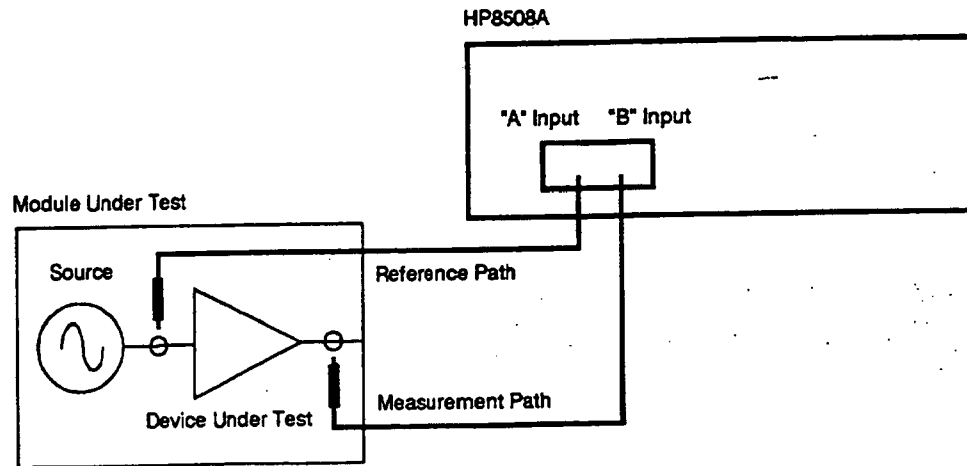 HP8508A
"A" Input "B" Input
Module Under Test
Source
Reference Path
Device Under Test
Measurement Path